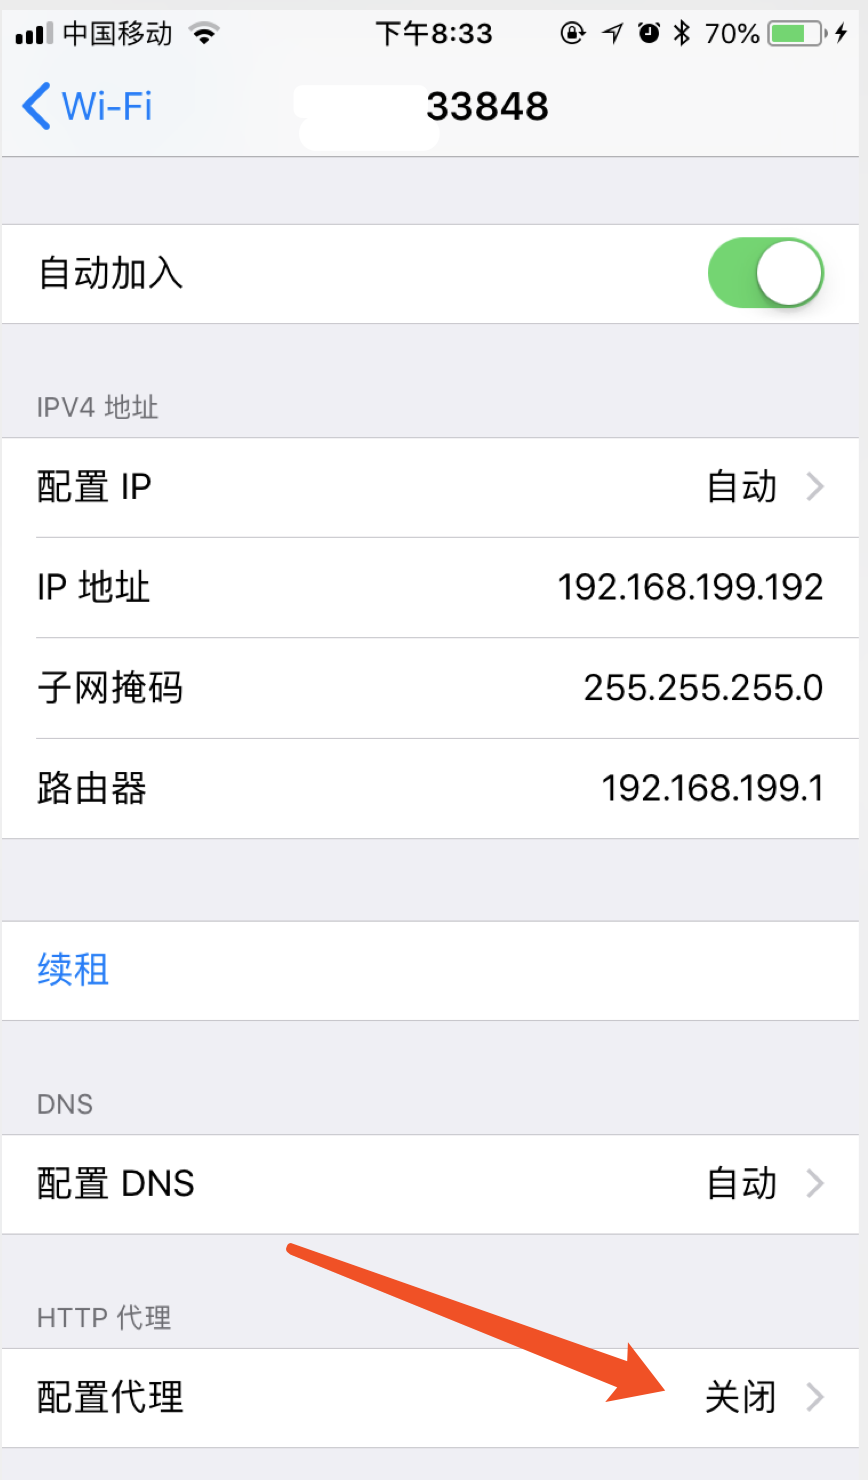 中国移动 下午8:33 70%
Wi-Fi 33848
自动加入
IPV4 地址
配置 IP 自动
IP 地址 192.168.199.192
子网掩码 255.255.255.0
路由器 192.168.199.1
续租
DNS
配置 DNS 自动
HTTP 代理
配置代理 关闭